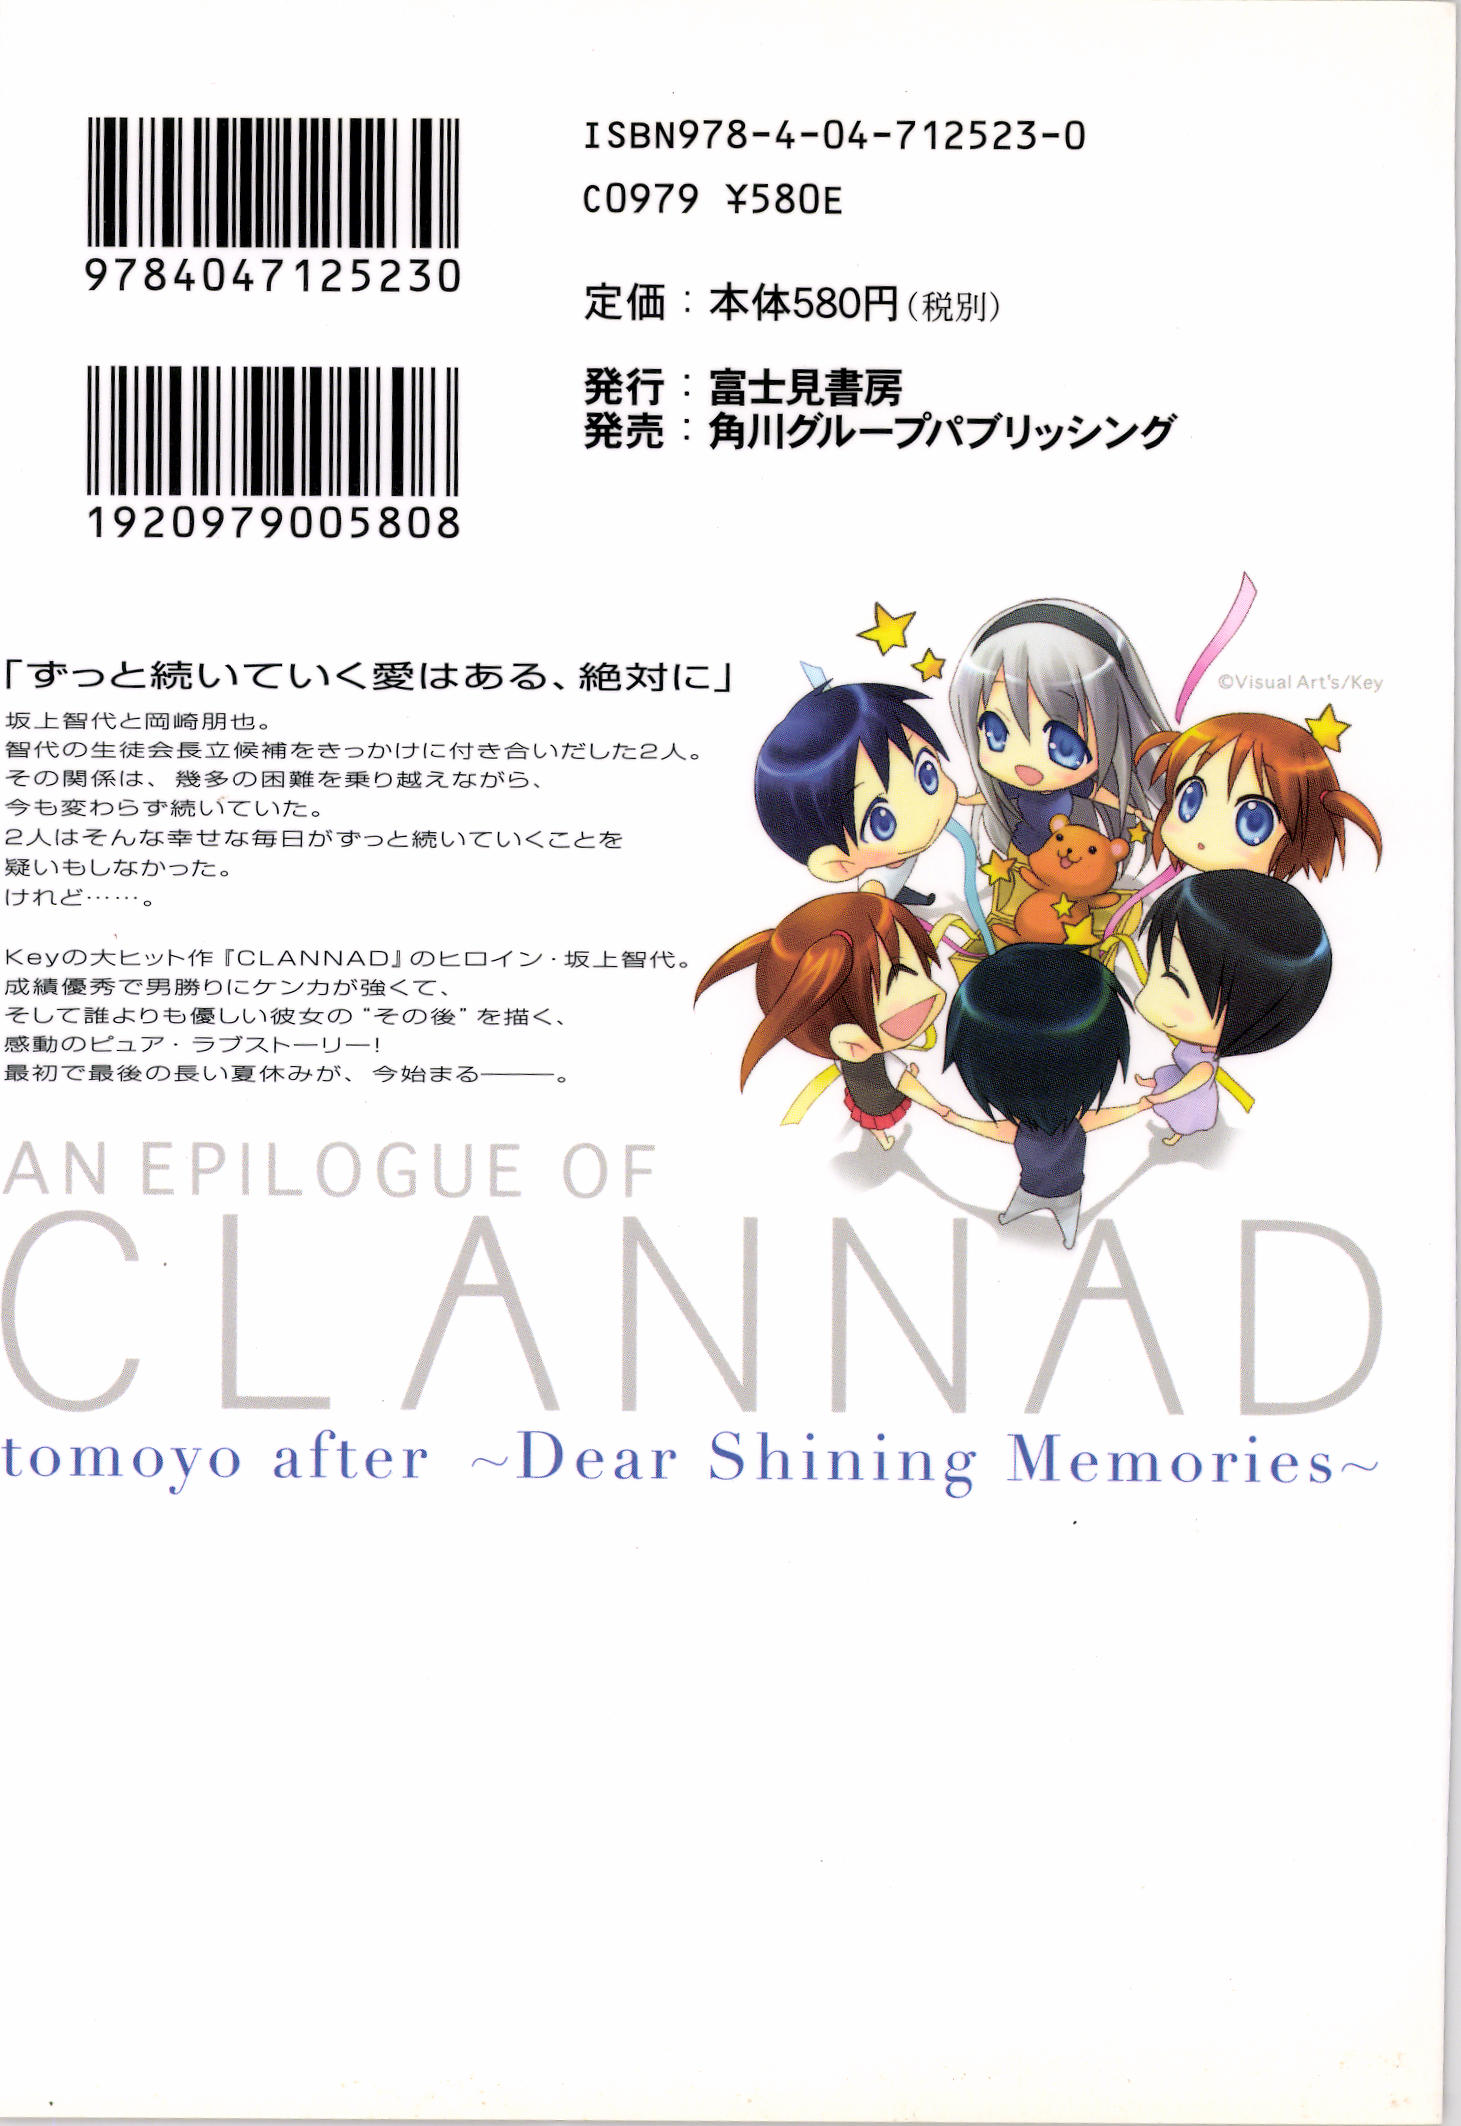 ISBN978-4-04-712523-0
C0979 ¥580E
9784047125230
定価：本体580円（税別）
発行：富士見書房
発売：角川グループパブリッシング
1920979005808
©Visual Art's/Key
「ずっと続いていく愛はある、絶対に」
坂上智代と岡崎朋也。
智代の生徒会長立候補をきっかけに付き合いだした2人。
その関係は、幾多の困難を乗り越えながら、
今も変わらず続いていた。
2人はそんな幸せな毎日がずっと続いていくことを
疑いもしなかった。
けれど……。
Keyの大ヒット作『CLANNAD』のヒロイン・坂上智代。
成績優秀で男勝りにケンカが強くて、
そして誰よりも優しい彼女の“その後”を描く、
感動のピュア・ラブストーリー!
最初で最後の長い夏休みが、今始まる――。
AN EPILOGUE OF
CLANNAD
tomoyo after ~Dear Shining Memories~